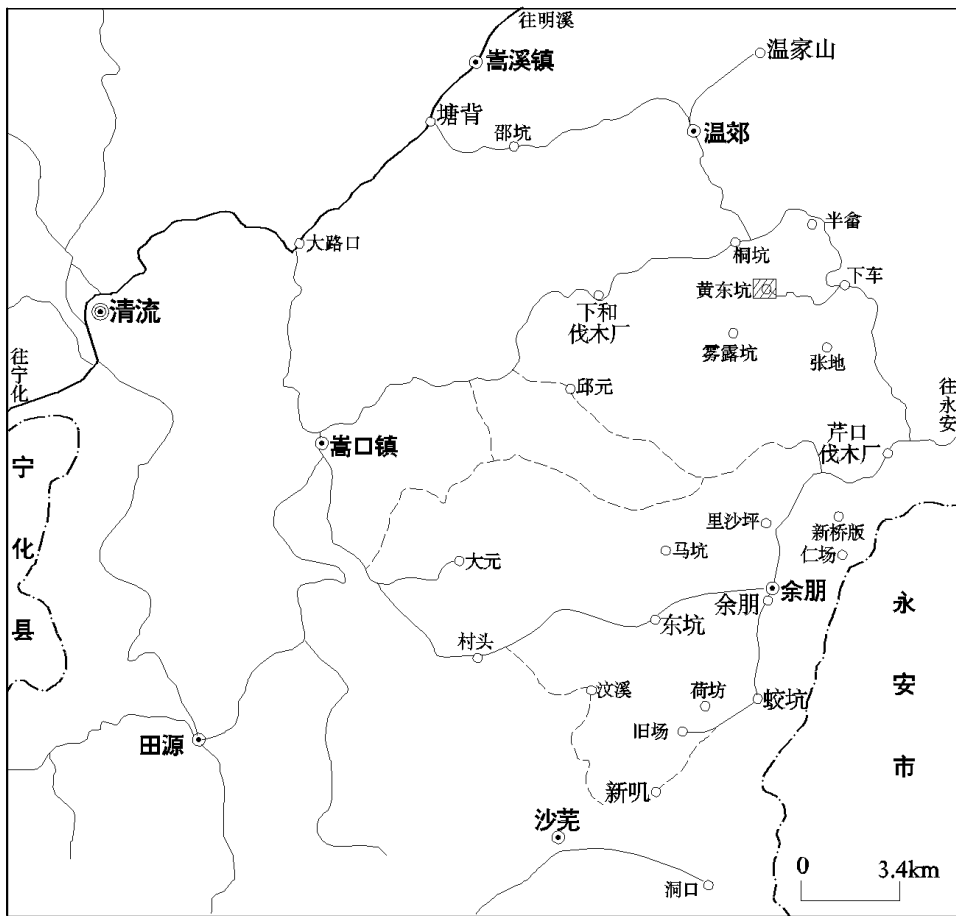 往明溪
嵩溪镇
温家山
塘背
邵坑
温郊
半畲
大路口
桐坑
下车
黄东坑
清流
下和
伐木厂
雾露坑
张地
往宁化
邱元
往永安
嵩口镇
芹口
伐木厂
宁化县
里沙坪
新桥版
马坑
仁场
大元
余朋
余朋
永安市
东坑
村头
汶溪
荷坊
蛟坑
旧场
田源
新叽
沙芜
0 3.4km
洞口